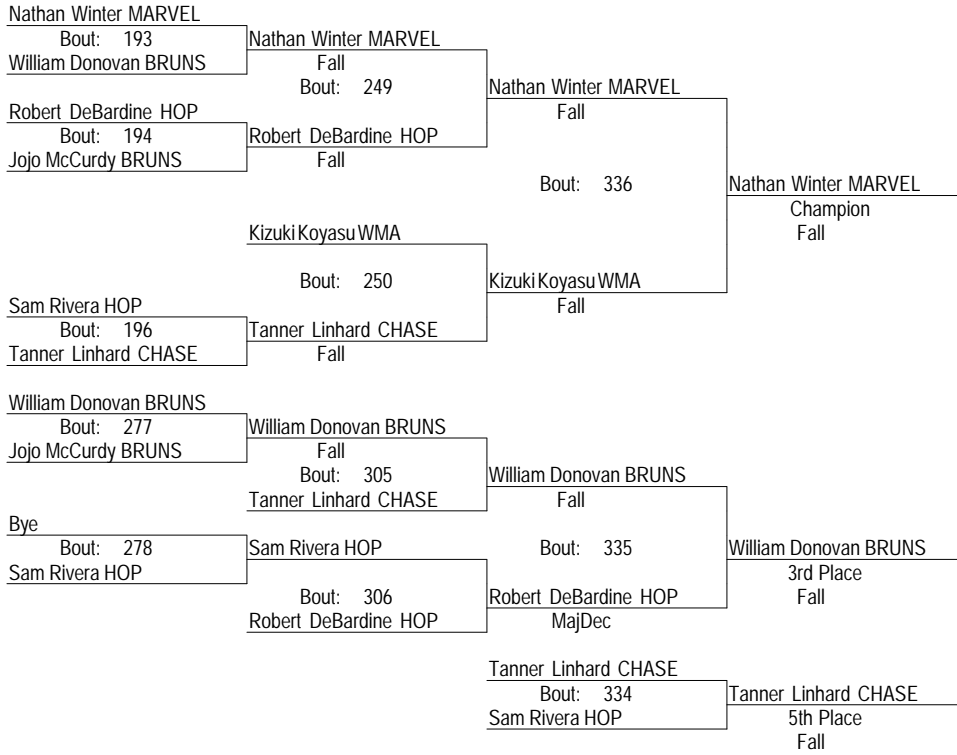 Nathan Winter MARVEL
Bout: 193
Nathan Winter MARVEL
William Donovan BRUNS
Fall
Bout: 249
Nathan Winter MARVEL
Robert DeBardine HOP
Fall
Bout: 194
Robert DeBardine HOP
Jojo McCurdy BRUNS
Fall
Bout: 336
Nathan Winter MARVEL
Champion
Kizuki Koyasu WMA
Fall
Bout: 250
Kizuki Koyasu WMA
Sam Rivera HOP
Fall
Bout: 196
Tanner Linhard CHASE
Tanner Linhard CHASE
Fall
William Donovan BRUNS
Bout: 277
William Donovan BRUNS
Jojo McCurdy BRUNS
Fall
Bout: 305
William Donovan BRUNS
Tanner Linhard CHASE
Fall
Bye
Bout: 278
Sam Rivera HOP
Bout: 335
William Donovan BRUNS
Sam Rivera HOP
3rd Place
Bout: 306
Robert DeBardine HOP
Fall
Robert DeBardine HOP
MajDec
Tanner Linhard CHASE
Bout: 334
Tanner Linhard CHASE
Sam Rivera HOP
5th Place
Fall